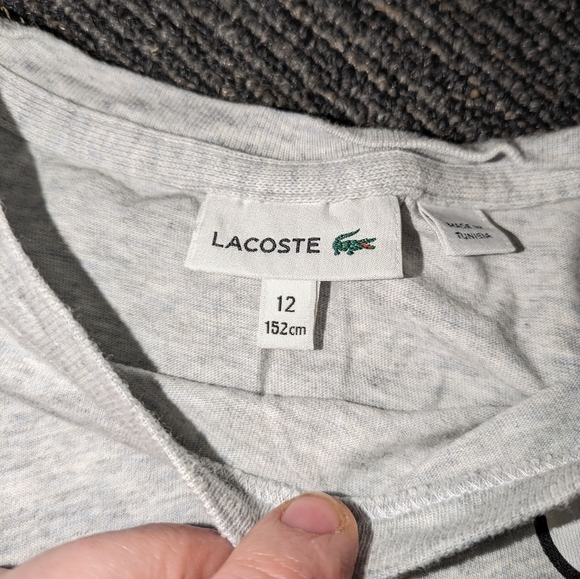 LACOSTE
MADE IN
TUNISIA
12
152cm